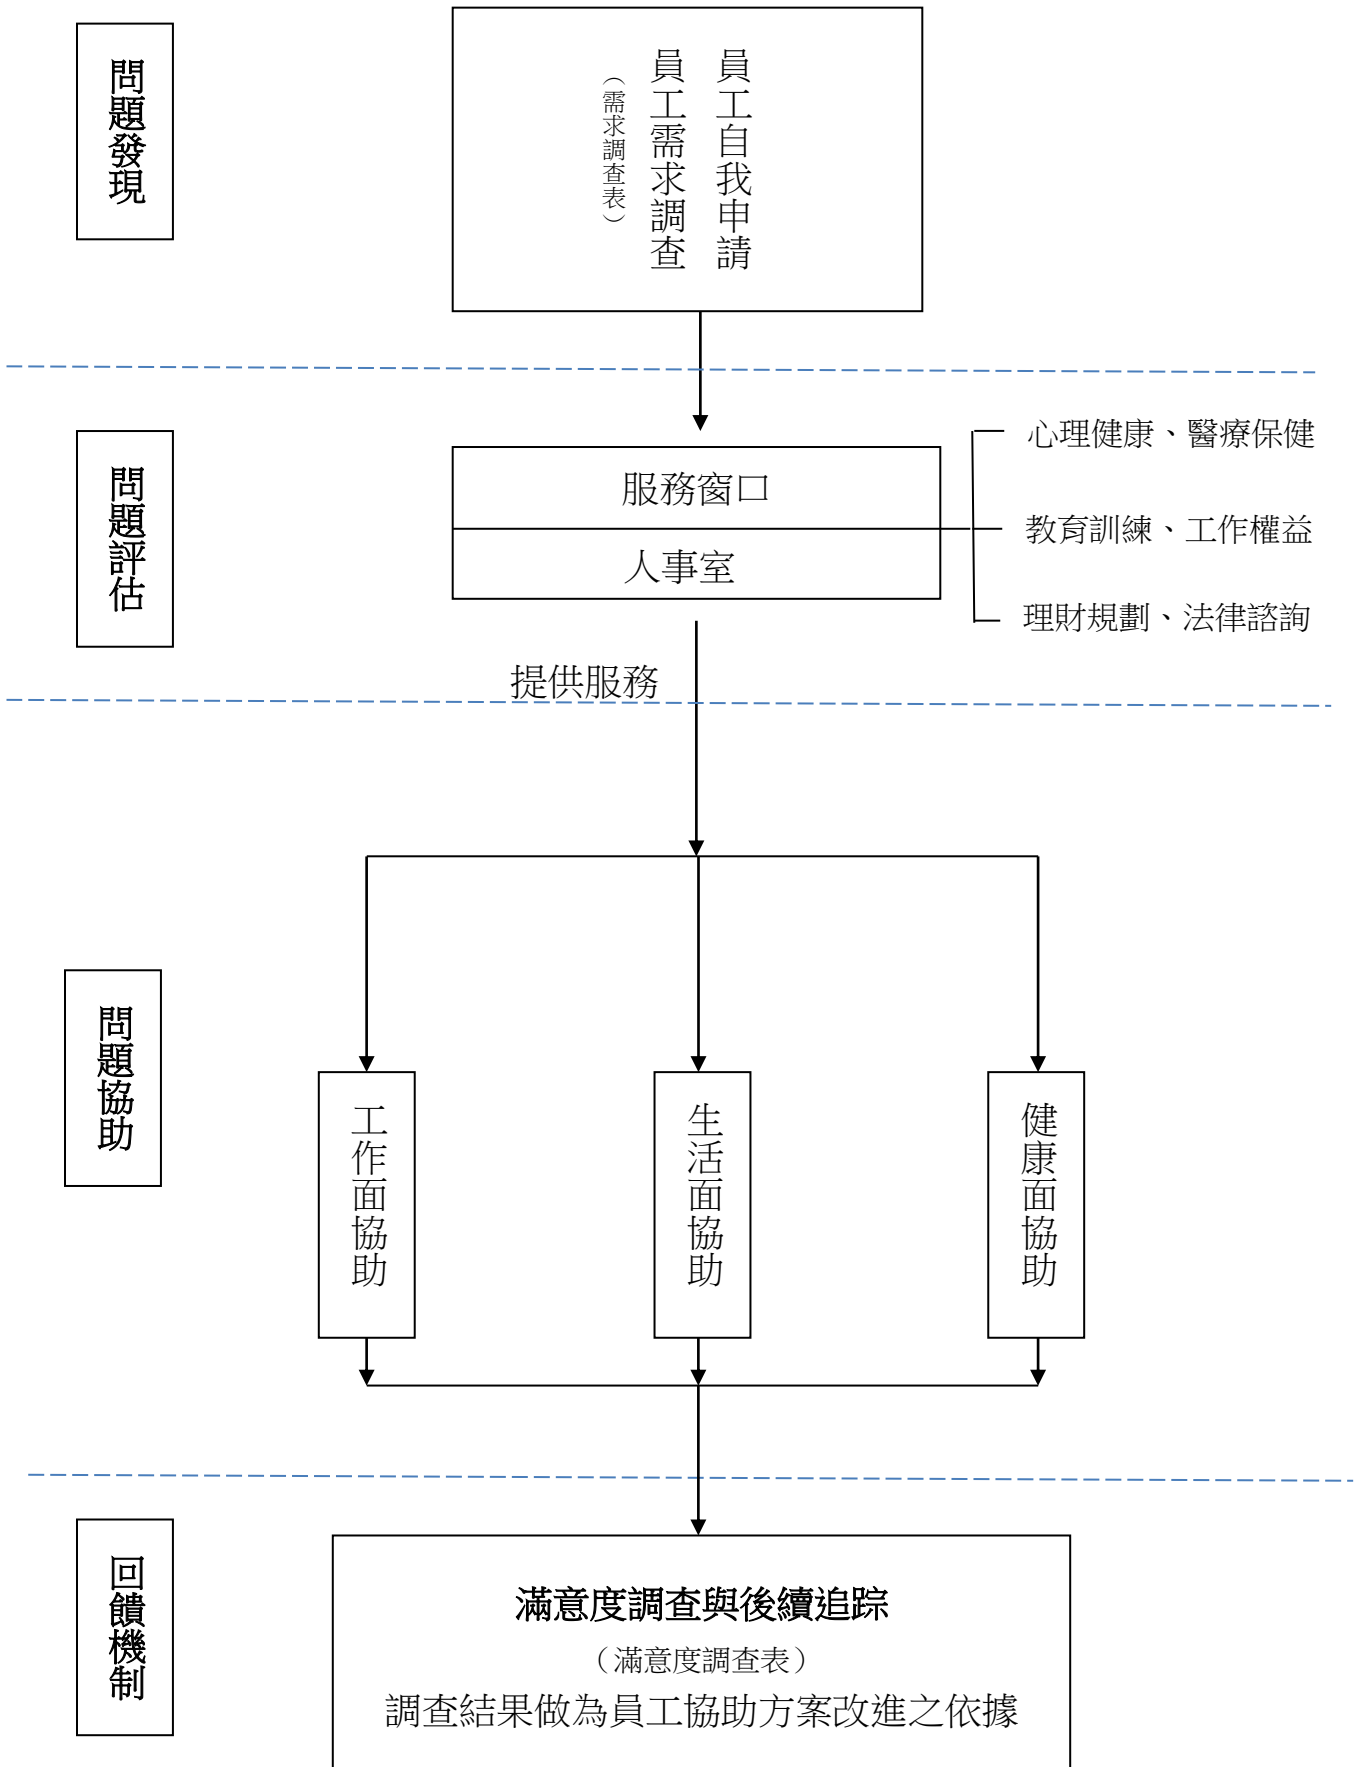 問題發現
員工自我申請
員工需求調查
（需求調查表）
問題評估
服務窗口
人事室
心理健康、醫療保健
教育訓練、工作權益
理財規劃、法律諮詢
提供服務
問題協助
工作面協助
生活面協助
健康面協助
回饋機制
滿意度調查與後續追踪
（滿意度調查表）
調查結果做為員工協助方案改進之依據